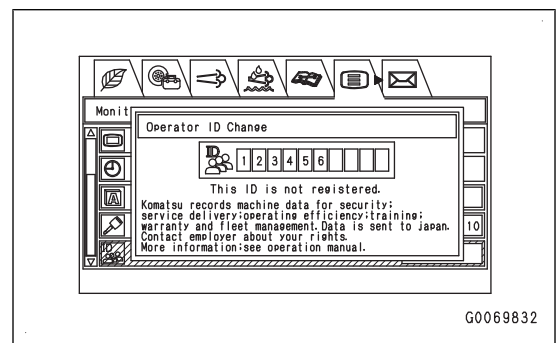 Monit
Operator ID Change
ID 1 2 3 4 5 6
This ID is not registered.
Komatsu records machine data for security;
service delivery;operating efficiency;training;
warranty and fleet management. Data is sent to japan.
Contact employer about your rights.
More information;see operation manual.
A
10
ID
G0069832